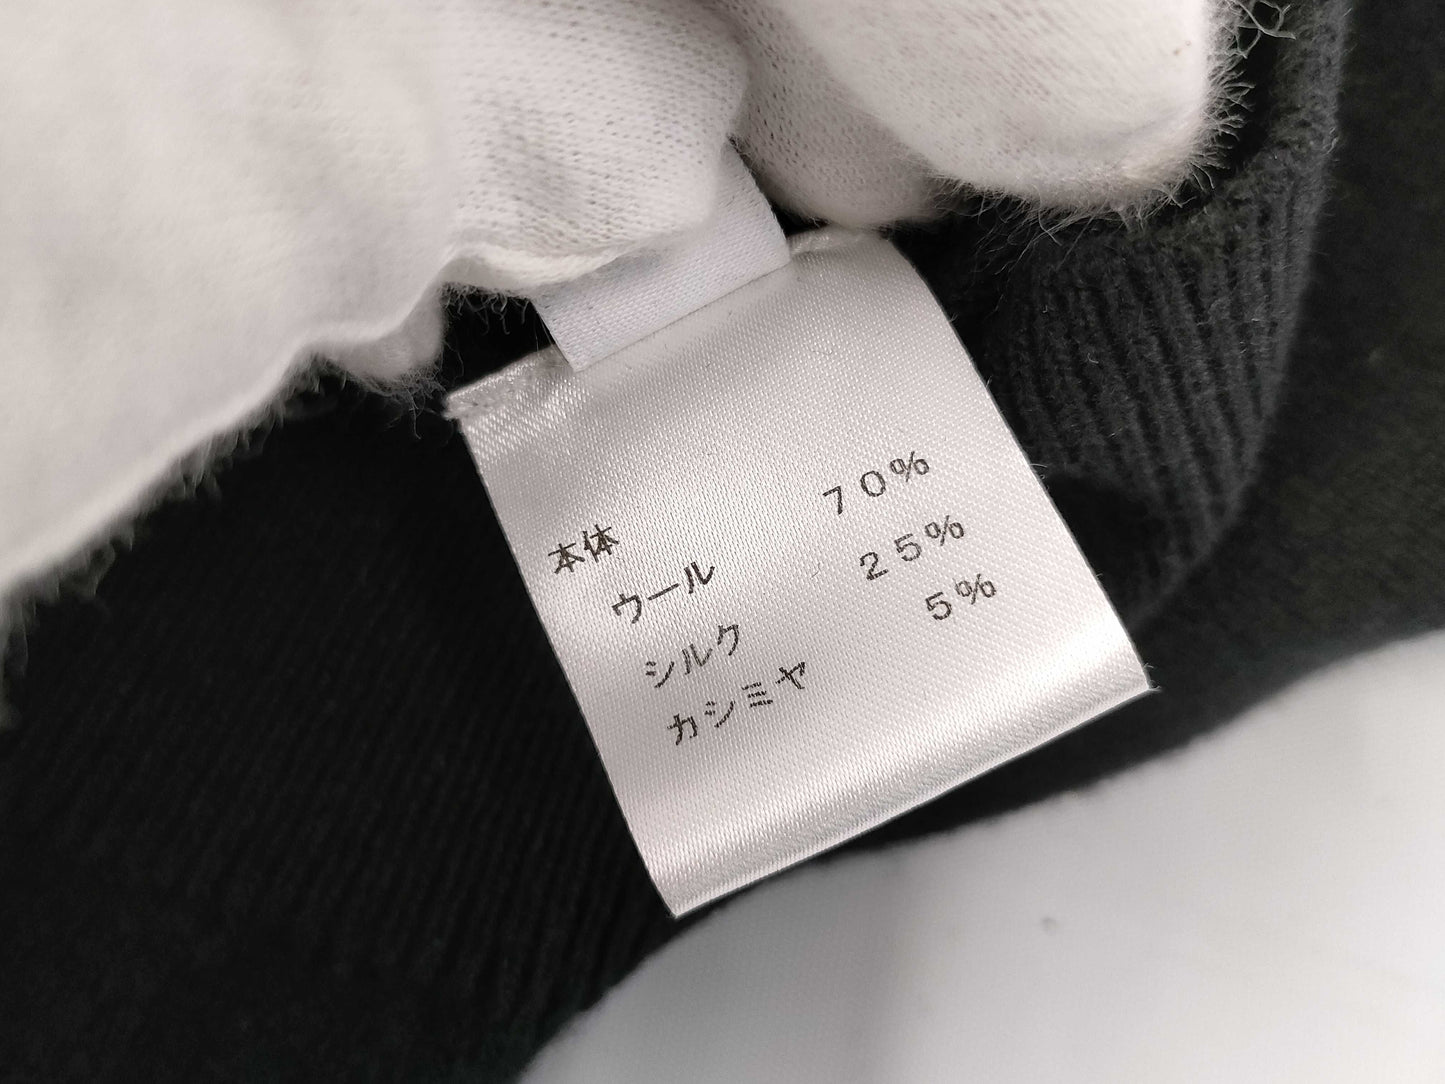 本体
ウール 70%
シルク 25%
カシミヤ 5%